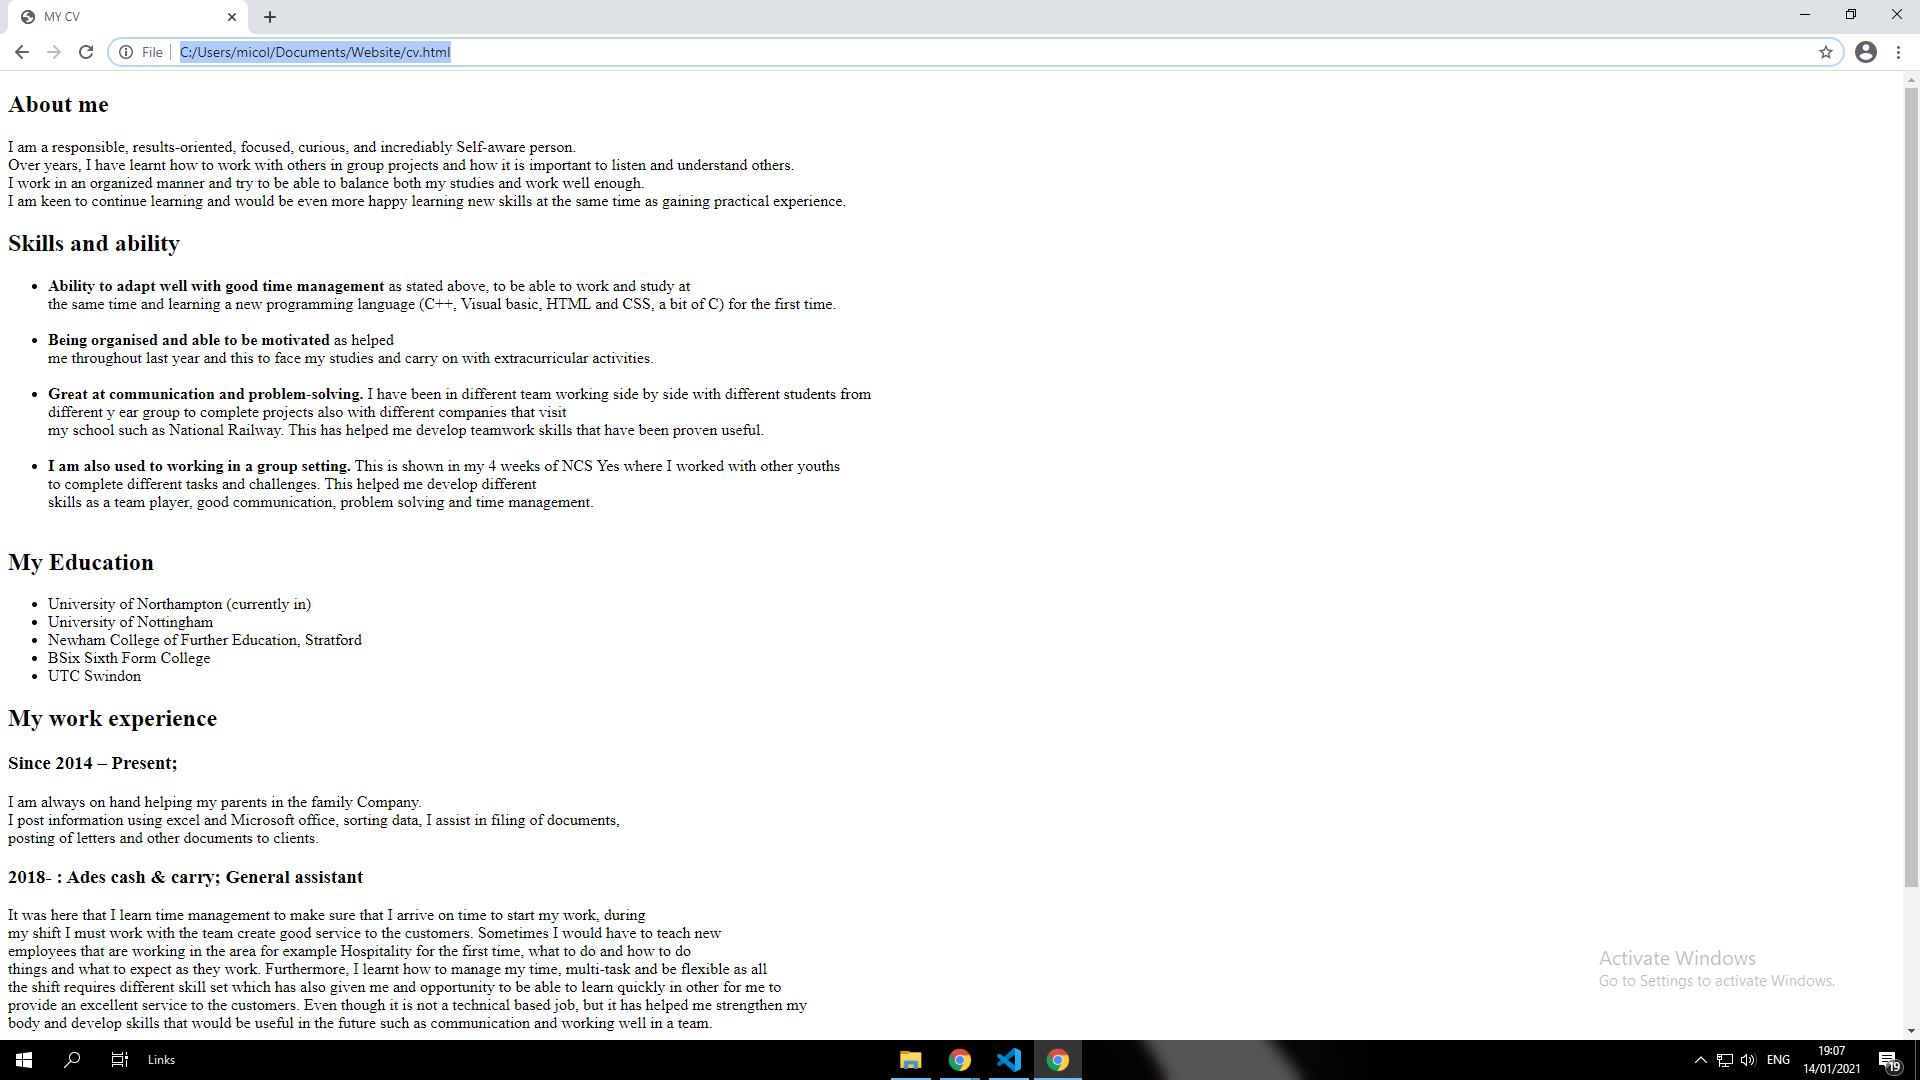 MY CV
File
C:/Users/micol/Documents/Website/cv.html
About me
I am a responsible, results-oriented, focused, curious, and incrediably Self-aware person.
Over years, I have learnt how to work with others in group projects and how it is important to listen and understand others.
I work in an organized manner and try to be able to balance both my studies and work well enough.
I am keen to continue learning and would be even more happy learning new skills at the same time as gaining practical experience.
Skills and ability
• Ability to adapt well with good time management as stated above, to be able to work and study at
the same time and learning a new programming language (C++, Visual basic, HTML and CSS, a bit of C) for the first time.
• Being organised and able to be motivated as helped
me throughout last year and this to face my studies and carry on with extracurricular activities.
• Great at communication and problem-solving. I have been in different team working side by side with different students from
different y ear group to complete projects also with different companies that visit
my school such as National Railway. This has helped me develop teamwork skills that have been proven useful.
• I am also used to working in a group setting. This is shown in my 4 weeks of NCS Yes where I worked with other youths
to complete different tasks and challenges. This helped me develop different
skills as a team player, good communication, problem solving and time management.
My Education
• University of Northampton (currently in)
• University of Nottingham
• Newham College of Further Education, Stratford
• BSix Sixth Form College
• UTC Swindon
My work experience
Since 2014 – Present;
I am always on hand helping my parents in the family Company.
I post information using excel and Microsoft office, sorting data, I assist in filing of documents,
posting of letters and other documents to clients.
2018- : Ades cash & carry; General assistant
It was here that I learn time management to make sure that I arrive on time to start my work, during
my shift I must work with the team create good service to the customers. Sometimes I would have to teach new
employees that are working in the area for example Hospitality for the first time, what to do and how to do
things and what to expect as they work. Furthermore, I learnt how to manage my time, multi-task and be flexible as all
the shift requires different skill set which has also given me and opportunity to be able to learn quickly in other for me to
provide an excellent service to the customers. Even though it is not a technical based job, but it has helped me strengthen my
body and develop skills that would be useful in the future such as communication and working well in a team.
Activate Windows
Go to Settings to activate Windows.
Links
ENG
19:07
14/01/2021
19